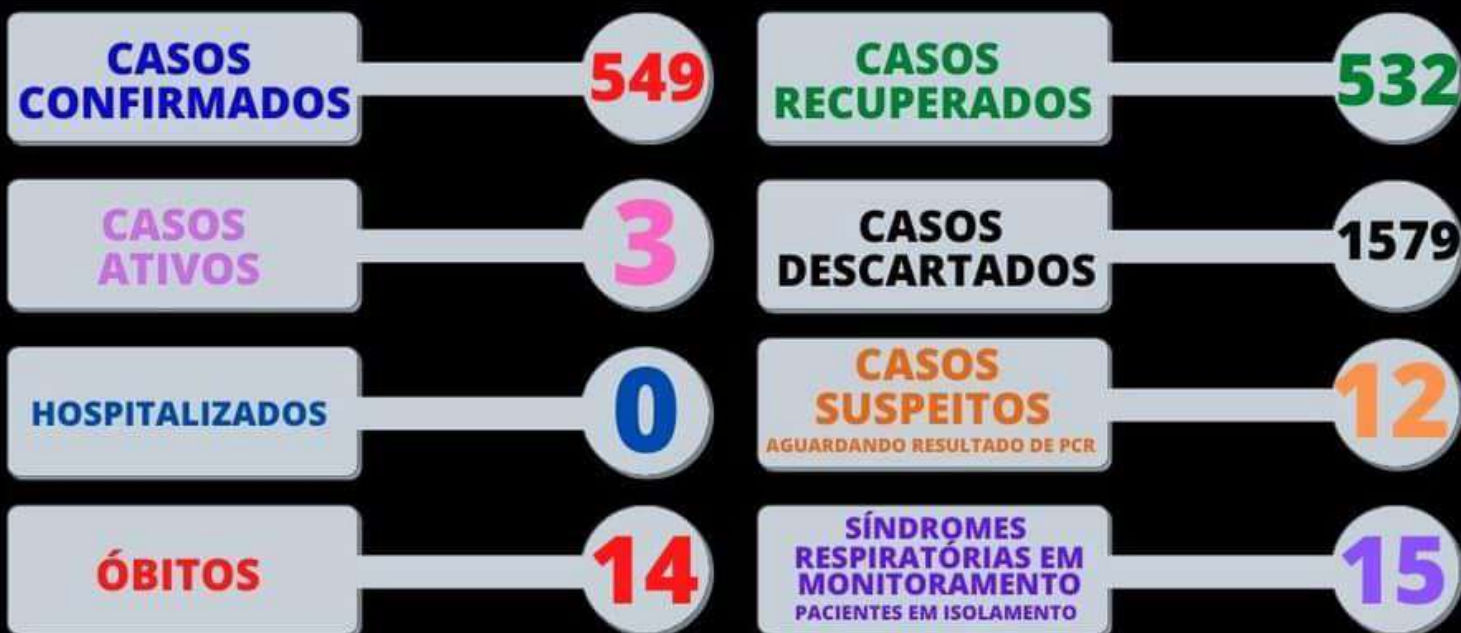 CASOS
CONFIRMADOS
549
CASOS
RECUPERADOS
532
CASOS
ATIVOS
3
CASOS
DESCARTADOS
1579
HOSPITALIZADOS
0
CASOS
SUSPEITOS
AGUARDANDO RESULTADO DE PCR
12
ÓBITOS
14
SÍNDROMES
RESPIRATÓRIAS EM
MONITORAMENTO
PACIENTES EM ISOLAMENTO
15